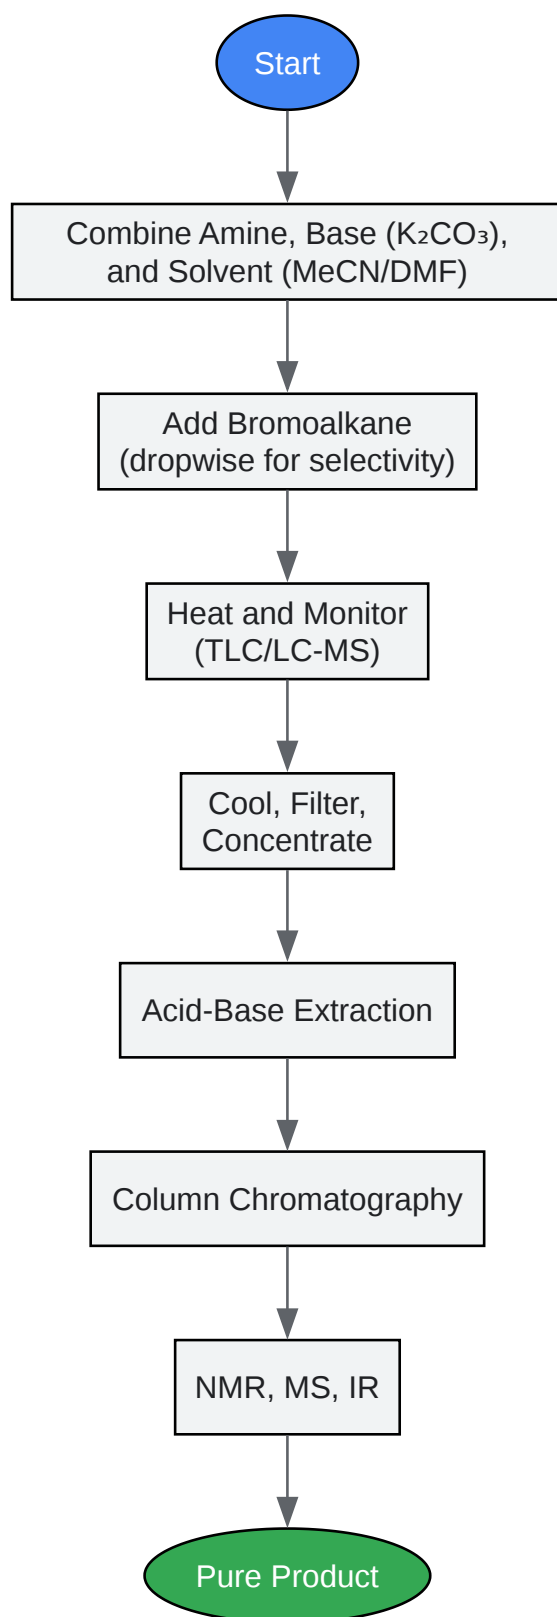 Start
Combine Amine, Base (K₂CO₃),
and Solvent (MeCN/DMF)
Add Bromoalkane
(dropwise for selectivity)
Heat and Monitor
(TLC/LC-MS)
Cool, Filter,
Concentrate
Acid-Base Extraction
Column Chromatography
NMR, MS, IR
Pure Product